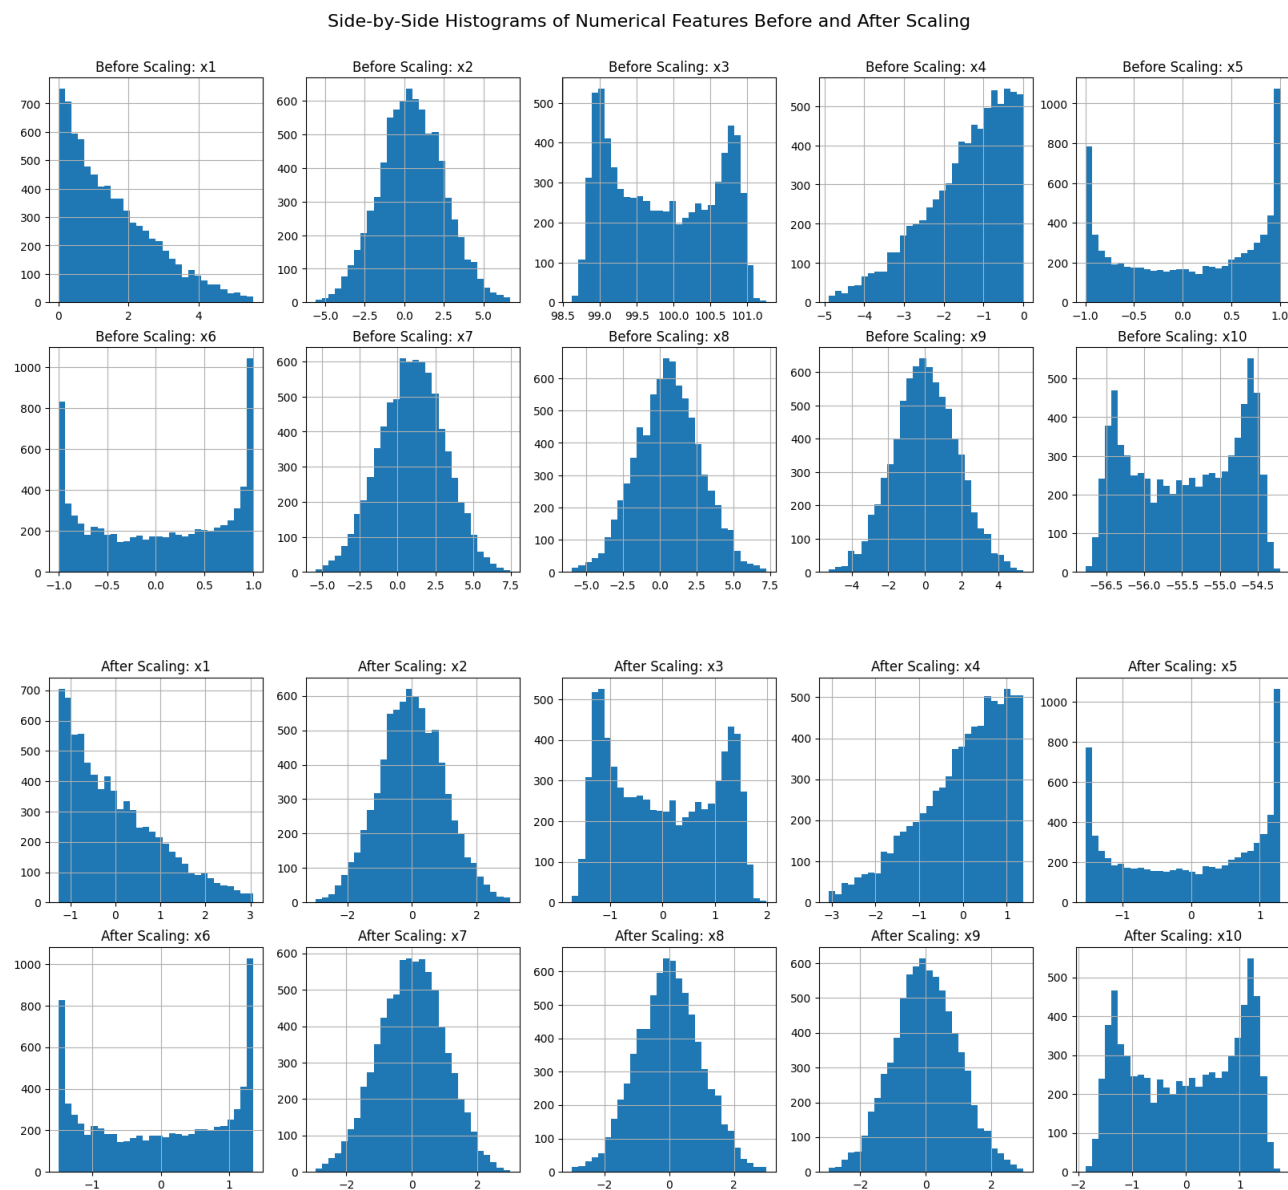 Side-by-Side Histograms of Numerical Features Before and After Scaling
Before Scaling: x1
Before Scaling: x2
Before Scaling: x3
Before Scaling: x4
Before Scaling: x5
700 600 500 400 300 200 100 0
0 2 4
600 500 400 300 200 100 0
−5.0 −2.5 0.0 2.5 5.0
500 400 300 200 100 0
98.5 99.0 99.5 100.0 100.5 101.0
500 400 300 200 100 0
−5 −4 −3 −2 −1 0
1000 800 600 400 200 0
−1.0 −0.5 0.0 0.5 1.0
Before Scaling: x6
Before Scaling: x7
Before Scaling: x8
Before Scaling: x9
Before Scaling: x10
1000 800 600 400 200 0
−1.0 −0.5 0.0 0.5 1.0
600 500 400 300 200 100 0
−5.0 −2.5 0.0 2.5 5.0 7.5
600 500 400 300 200 100 0
−5.0 −2.5 0.0 2.5 5.0 7.5
600 500 400 300 200 100 0
−4 −2 0 2 4
500 400 300 200 100 0
−56.5 −56.0 −55.5 −55.0 −54.5
After Scaling: x1
After Scaling: x2
After Scaling: x3
After Scaling: x4
After Scaling: x5
700 600 500 400 300 200 100 0
−1 0 1 2 3
600 500 400 300 200 100 0
−2 0 2
500 400 300 200 100 0
−1 0 1 2
500 400 300 200 100 0
−3 −2 −1 0 1
1000 800 600 400 200 0
−1 0 1
After Scaling: x6
After Scaling: x7
After Scaling: x8
After Scaling: x9
After Scaling: x10
1000 800 600 400 200 0
−1 0 1
600 500 400 300 200 100 0
−2 0 2
600 500 400 300 200 100 0
−2 0 2
600 500 400 300 200 100 0
−2 0 2
500 400 300 200 100 0
−2 −1 0 1